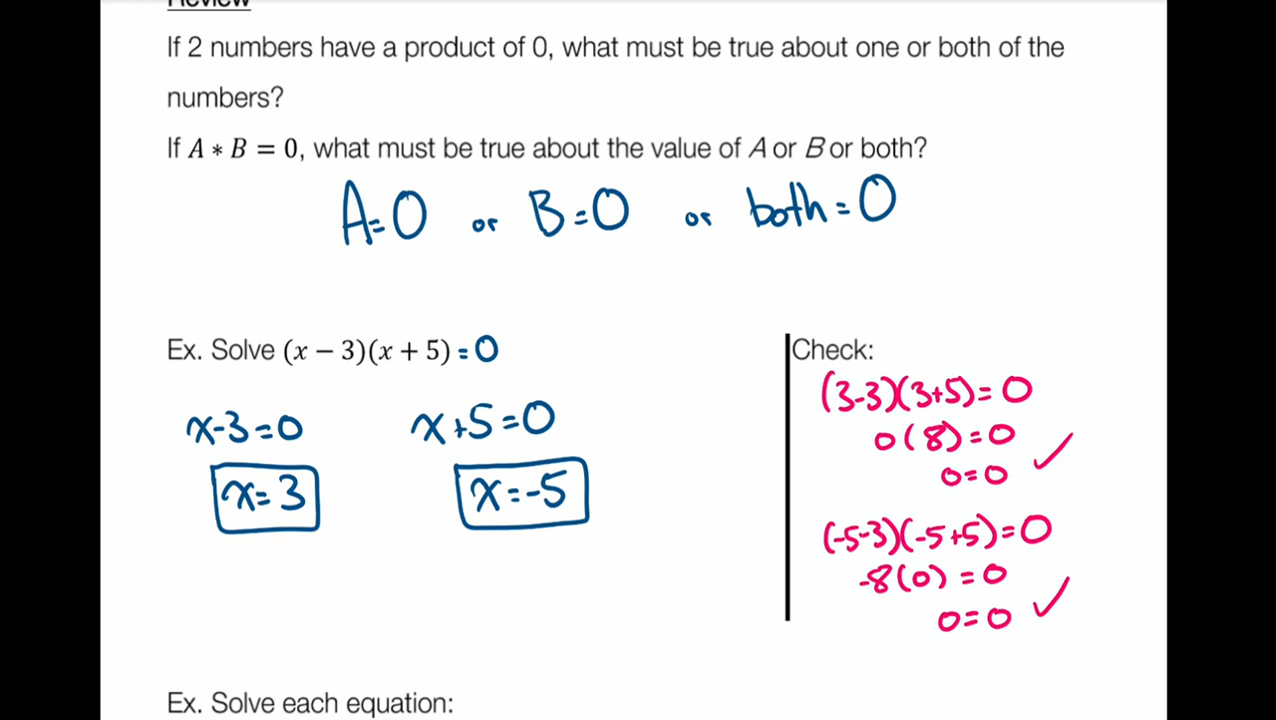 Review
If 2 numbers have a product of 0, what must be true about one or both of the
numbers?
If A * B = 0, what must be true about the value of A or B or both?
A=0 or B=0 or both=0
Ex. Solve (x − 3)(x + 5) = 0
x-3=0 x+5=0
x=3 x=-5
Check:
(3-3)(3+5)=0
0(8)=0
0=0 ✓
(-5-3)(-5+5)=0
-8(0)=0
0=0 ✓
Ex. Solve each equation: